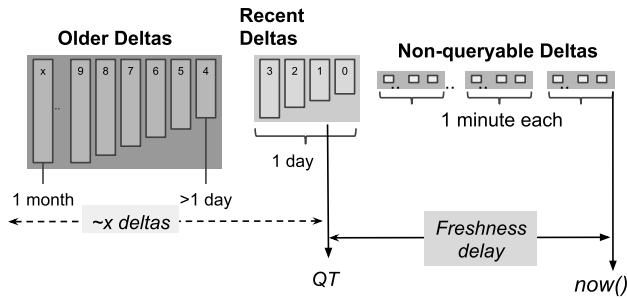 Older Deltas
Recent
Deltas
Non-queryable Deltas
x .. 9 8 7 6 5 4
3 2 1 0
.. .. .. .. ..
1 minute each
1 day
1 month
>1 day
~x deltas
Freshness
delay
QT
now()